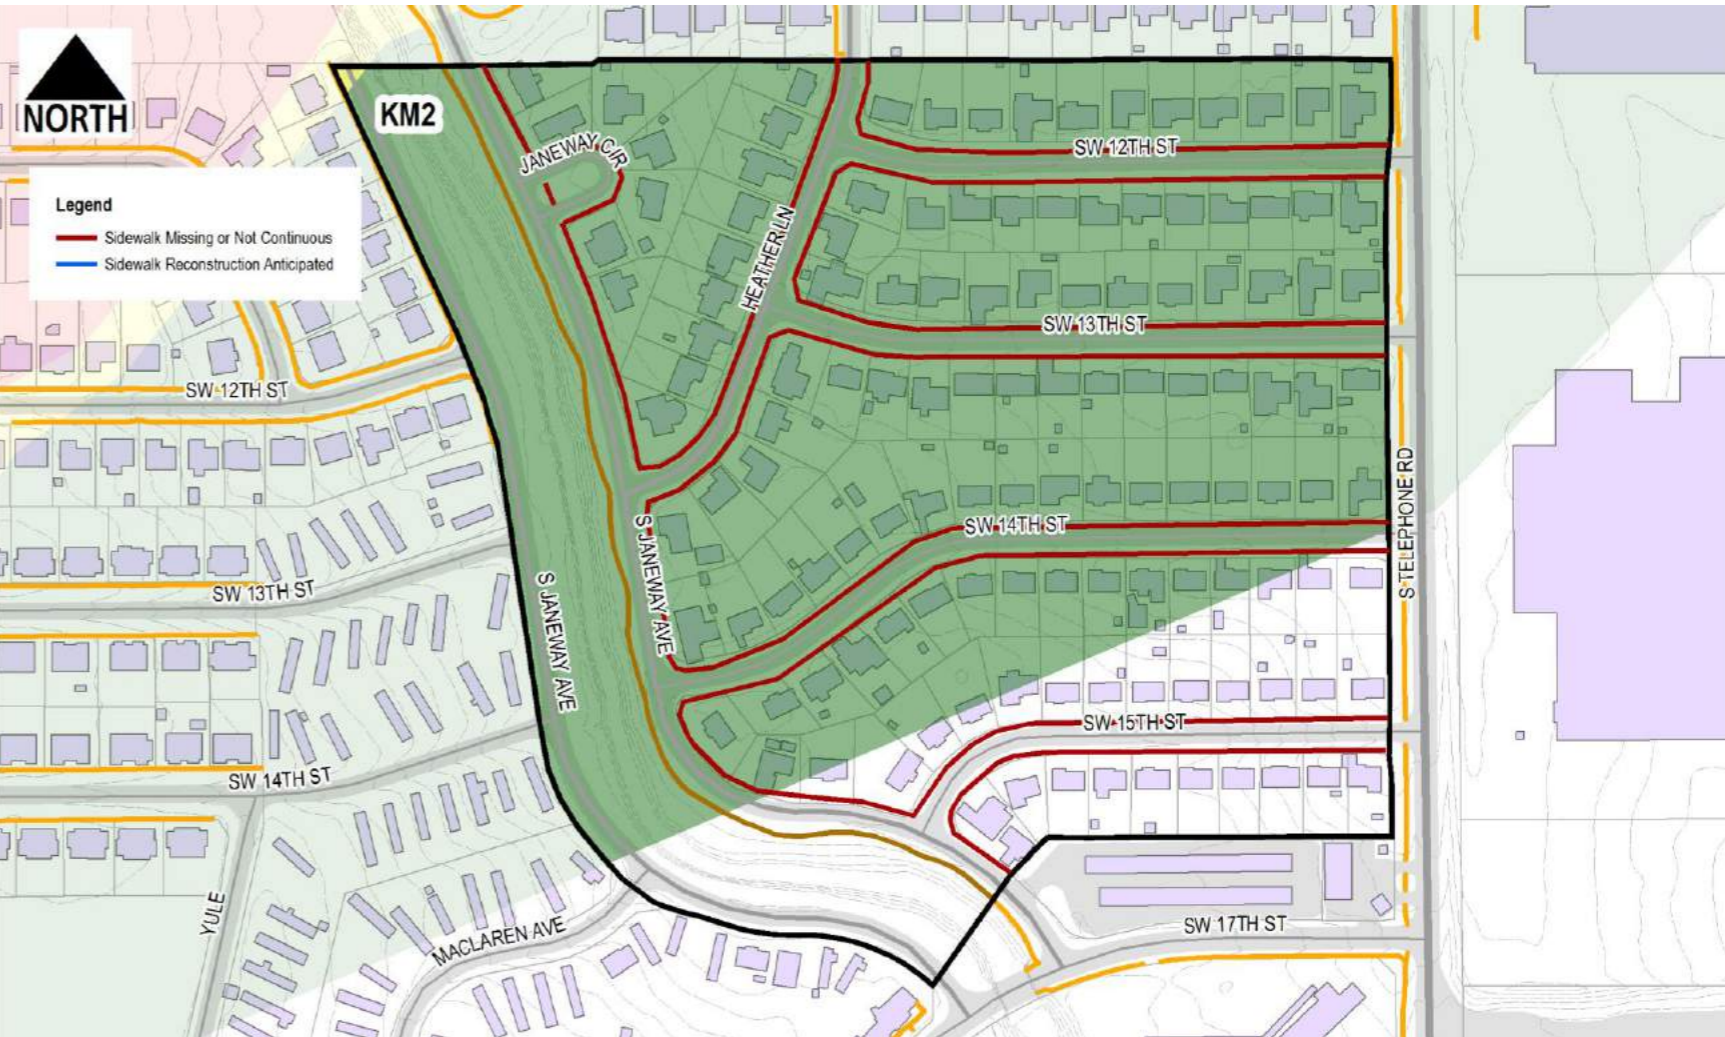 NORTH
KM2
JANEWAY CIR
SW 12TH ST
Legend
Sidewalk Missing or Not Continuous
Sidewalk Reconstruction Anticipated
HEATHER LN
SW 13TH ST
SW 12TH ST
S TELEPHONE RD
SW 14TH ST
S JANEWAY AVE
SW 13TH ST
S JANEWAY AVE
SW 15TH ST
SW 14TH ST
YULE
MACLAREN AVE
SW 17TH ST